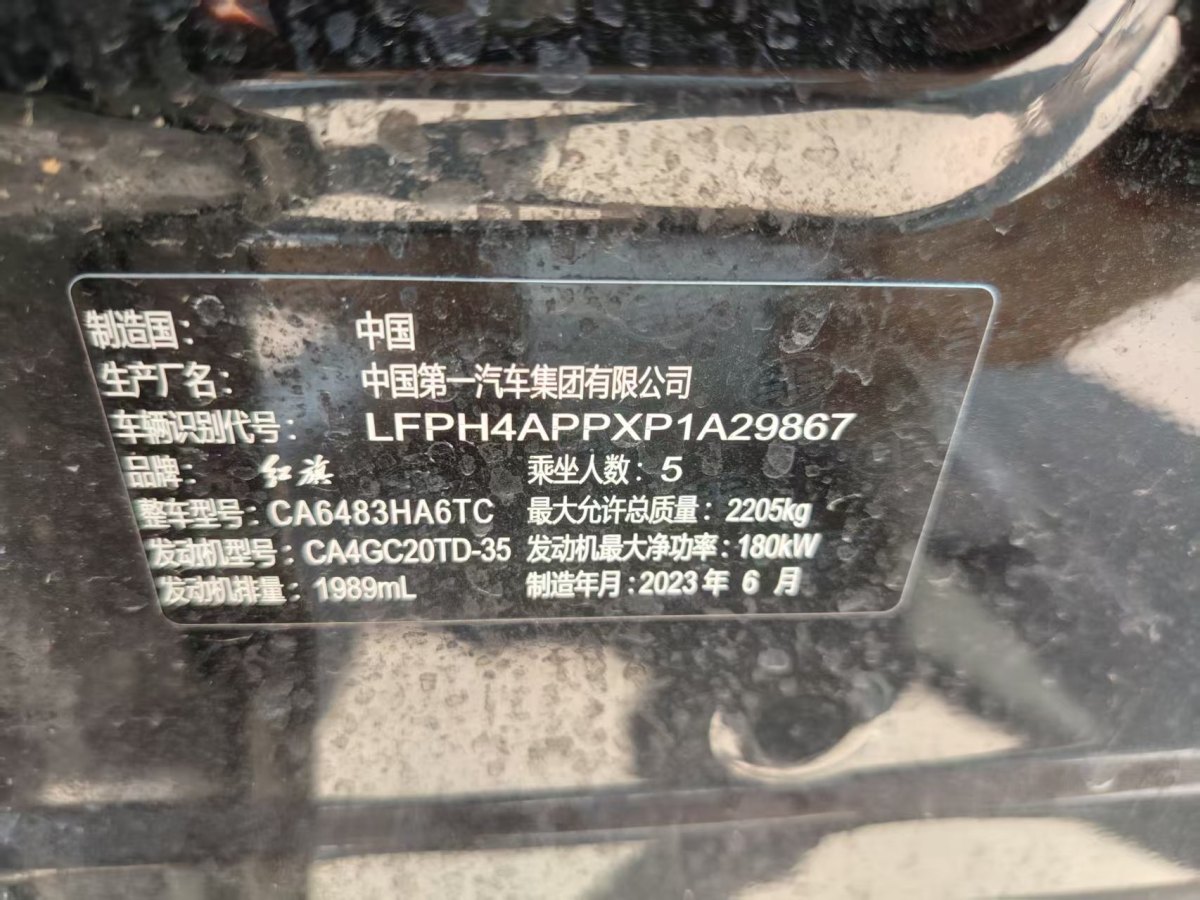 制造国： 中国
生产厂名： 中国第一汽车集团有限公司
车辆识别代号： LFPH4APPXP1A29867
品牌： 红旗 乘坐人数：5
整车型号：CA6483HA6TC 最大允许总质量：2205kg
发动机型号：CA4GC20TD-35 发动机最大净功率：180kW
发动机排量：1989mL 制造年月：2023 年 6 月